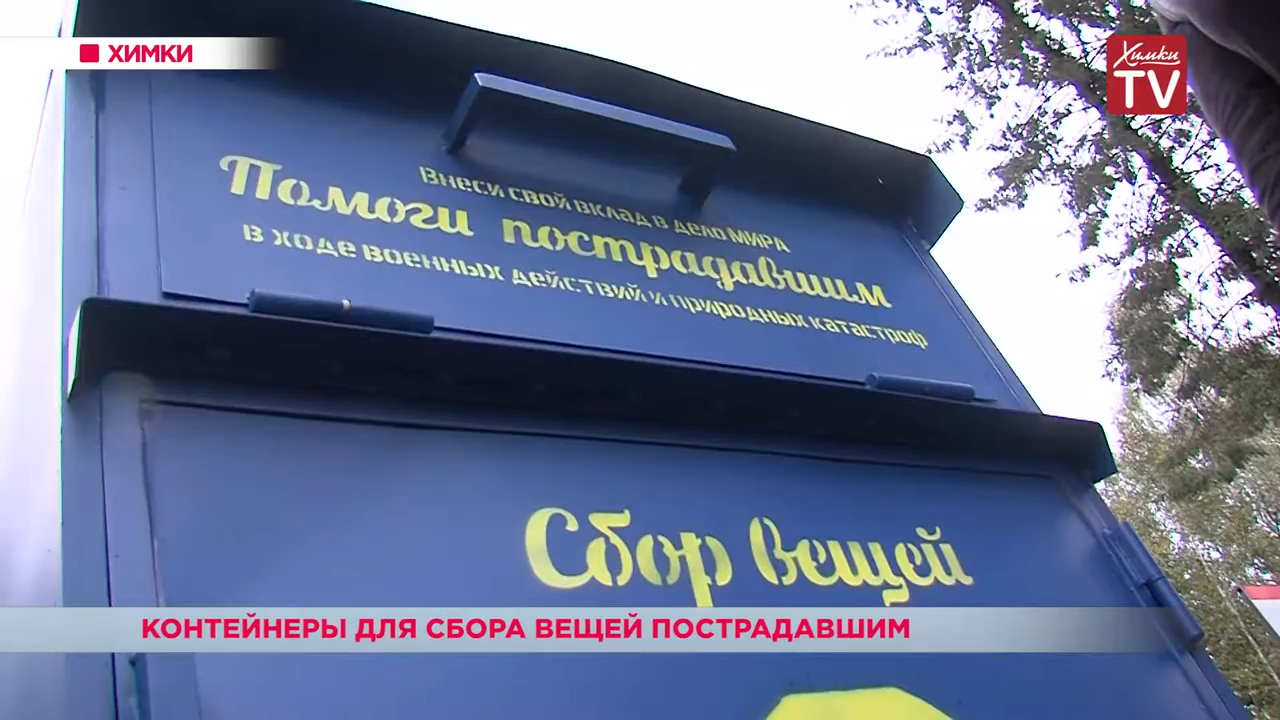 ХИМКИ
Химки
TV
Внеси свой вклад в дело МИРА
Помоги пострадавшим
в ходе военных действий и природных катастроф
Сбор вещей
КОНТЕЙНЕРЫ ДЛЯ СБОРА ВЕЩЕЙ ПОСТРАДАВШИМ